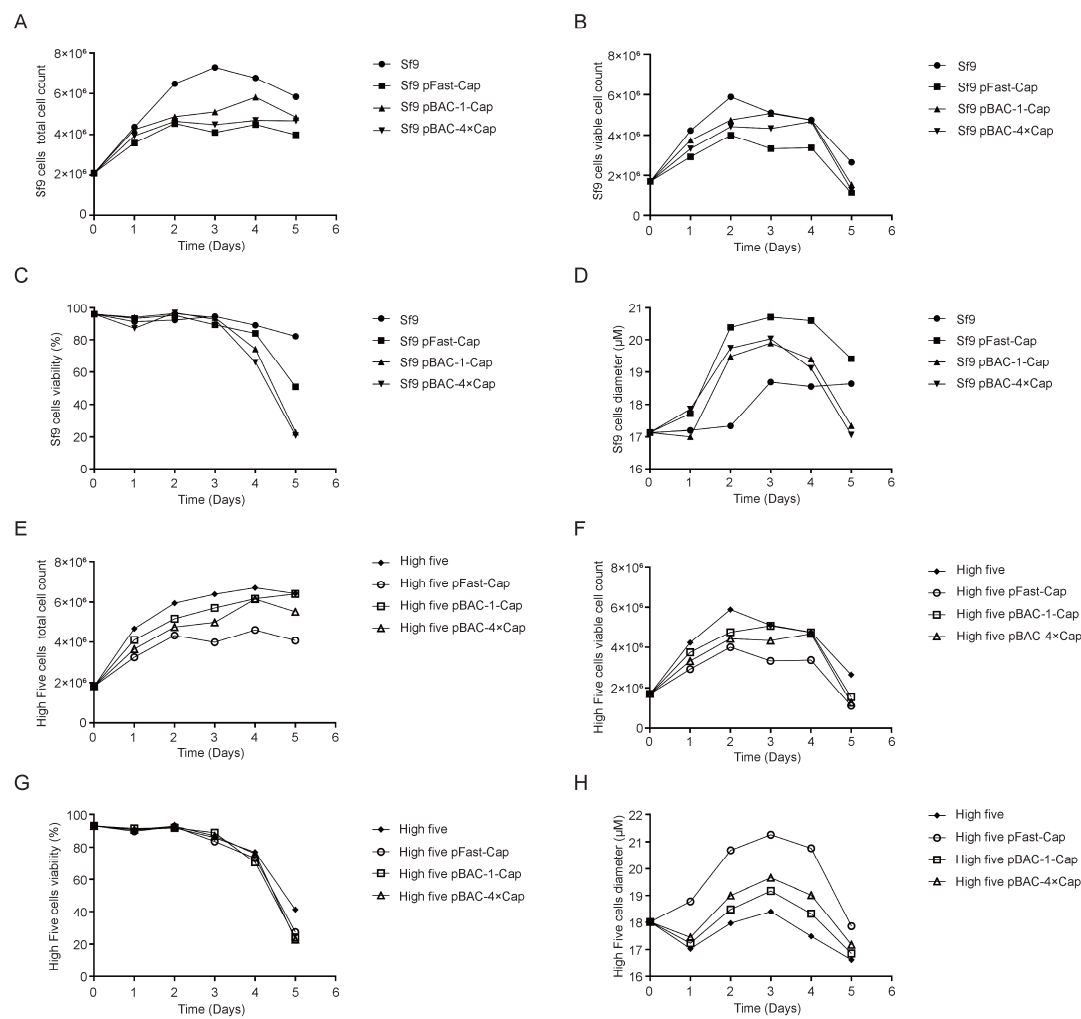 A
Sf9 cells total cell count
8×10⁶
6×10⁶
4×10⁶
2×10⁶
0
0 1 2 3 4 5 6
Time (Days)
Sf9
Sf9 pFast-Cap
Sf9 pBAC-1-Cap
Sf9 pBAC-4×Cap
B
Sf9 cells viable cell count
8×10⁶
6×10⁶
4×10⁶
2×10⁶
0
0 1 2 3 4 5 6
Time (Days)
Sf9
Sf9 pFast-Cap
Sf9 pBAC-1-Cap
Sf9 pBAC-4×Cap
C
Sf9 cells viability (%)
100
80
60
40
20
0
0 1 2 3 4 5 6
Time (Days)
Sf9
Sf9 pFast-Cap
Sf9 pBAC-1-Cap
Sf9 pBAC-4×Cap
D
Sf9 cells diameter (µM)
21
20
19
18
17
16
0 1 2 3 4 5 6
Time (Days)
Sf9
Sf9 pFast-Cap
Sf9 pBAC-1-Cap
Sf9 pBAC-4×Cap
E
High Five cells total cell count
8×10⁶
6×10⁶
4×10⁶
2×10⁶
0
0 1 2 3 4 5 6
Time (Days)
High five
High five pFast-Cap
High five pBAC-1-Cap
High five pBAC-4×Cap
F
High Five cells viable cell count
8×10⁶
6×10⁶
4×10⁶
2×10⁶
0
0 1 2 3 4 5 6
Time (Days)
High five
High five pFast-Cap
High five pBAC-1-Cap
High five pBAC-4×Cap
G
High Five cells viability (%)
100
80
60
40
20
0
0 1 2 3 4 5 6
Time (Days)
High five
High five pFast-Cap
High five pBAC-1-Cap
High five pBAC-4×Cap
H
High Five cells diameter (µM)
22
21
20
19
18
17
16
0 1 2 3 4 5 6
Time (Days)
High five
High five pFast-Cap
High five pBAC-1-Cap
High five pBAC-4×Cap